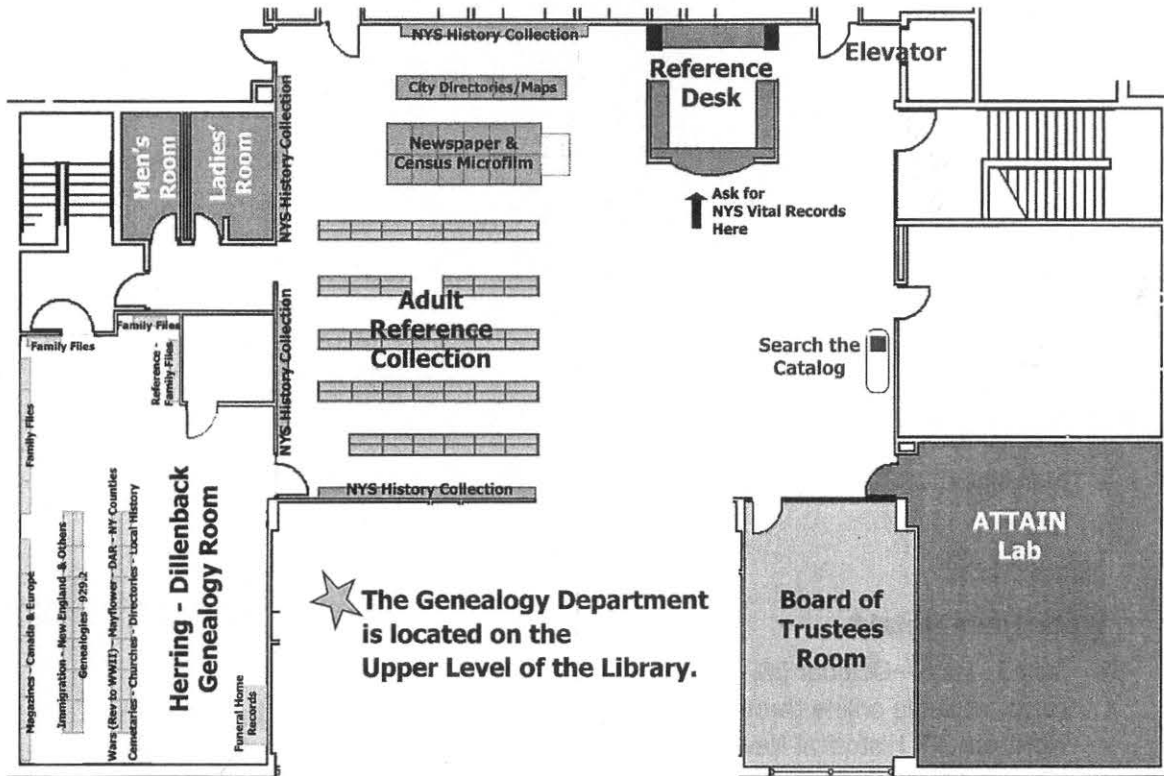 NYS History Collection
Reference
Desk
Elevator
City Directories/Maps
Newspaper &
Census Microfilm
Men's
Room
Ladies'
Room
NYS History Collection
Ask for
NYS Vital Records
Here
Adult
Reference
Collection
NYS History Collection
Search the
Catalog
Family Files
Family Files
Reference -
Family Files
Family Files
NYS History Collection
Magazines - Canada & Europe
Immigration - New England & Others
Genealogies - 929.2
Wars (Rev to WWII) - Mayflower - DAR - NY Counties
Cemetaries - Churches - Directories - Local History
Herring - Dillenback
Genealogy Room
Funeral Home
Records
The Genealogy Department
is located on the
Upper Level of the Library.
Board of
Trustees
Room
ATTAIN
Lab